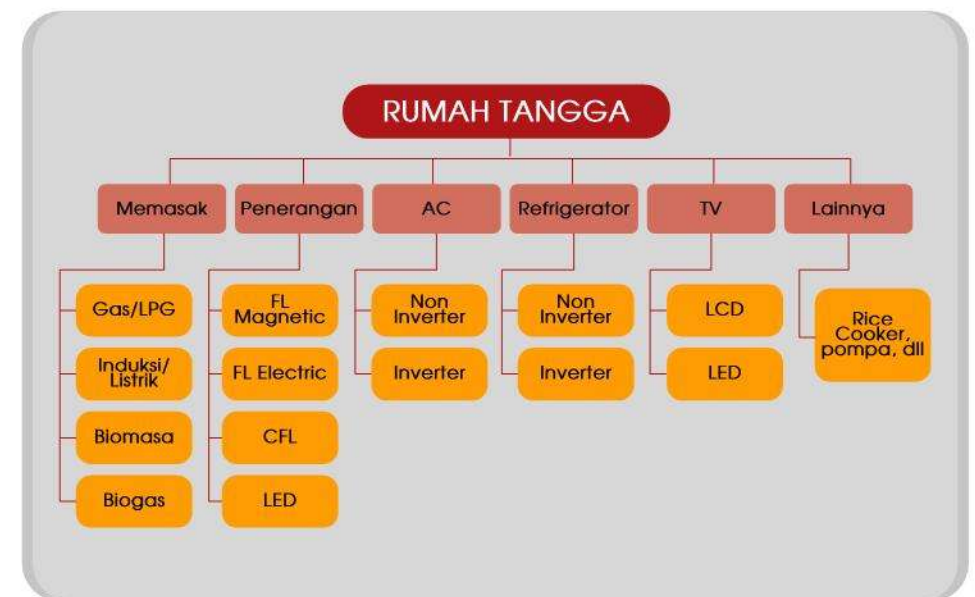 RUMAH TANGGA
Memasak
Penerangan
AC
Refrigerator
TV
Lainnya
Gas/LPG
Induksi/
Listrik
Biomasa
Biogas
FL
Magnetic
FL Electric
CFL
LED
Non
Inverter
Inverter
Non
Inverter
Inverter
LCD
LED
Rice
Cooker,
pompa, dll